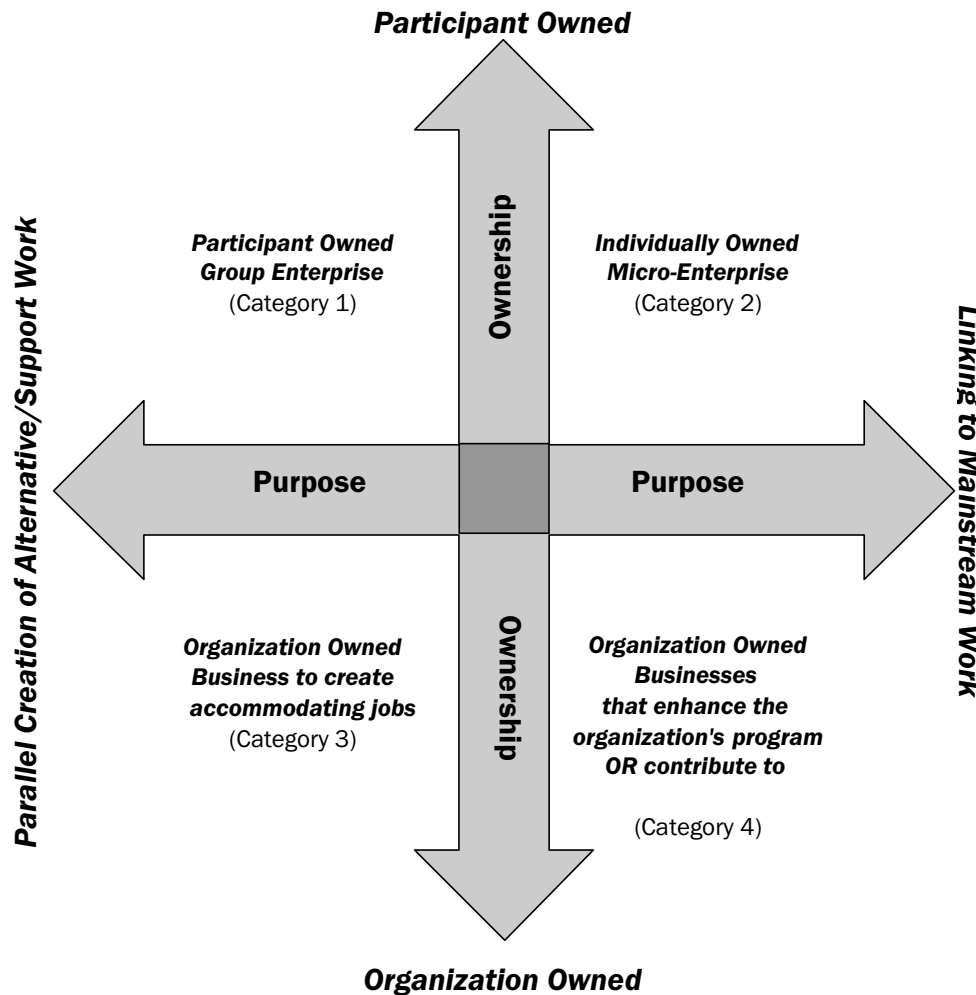 Participant Owned
Parallel Creation of Alternative/Support Work
Ownership
Participant Owned
Group Enterprise
(Category 1)
Individually Owned
Micro-Enterprise
(Category 2)
Linking to Mainstream Work
Purpose
Purpose
Organization Owned
Business to create
accommodating jobs
(Category 3)
Ownership
Organization Owned
Businesses
that enhance the
organization's program
OR contribute to
(Category 4)
Organization Owned